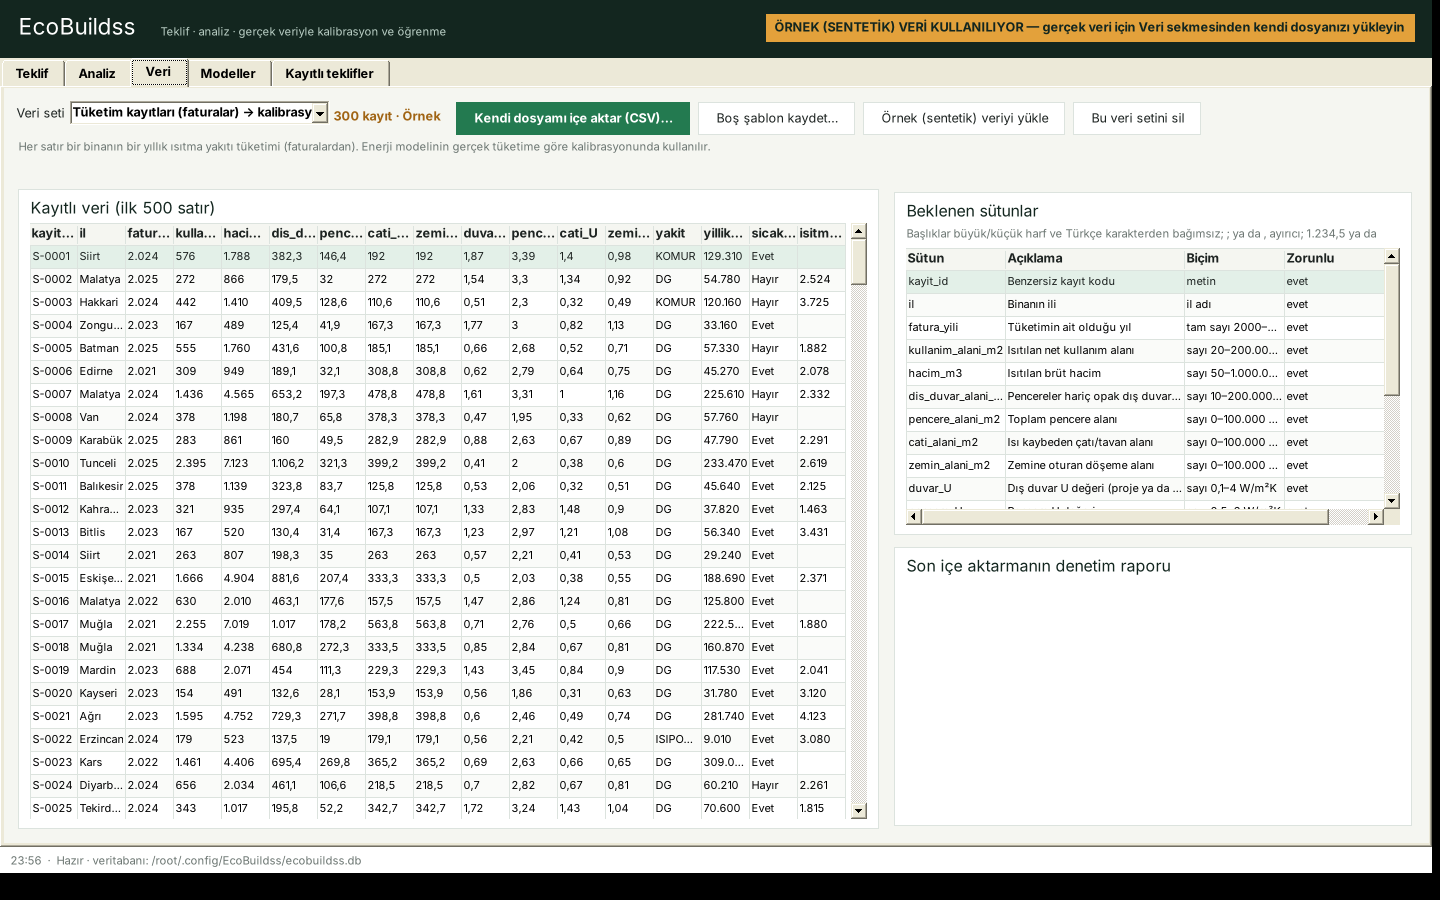 EcoBuildss
Teklif · analiz · gerçek veriyle kalibrasyon ve öğrenme
ÖRNEK (SENTETİK) VERİ KULLANILIYOR — gerçek veri için Veri sekmesinden kendi dosyanızı yükleyin
Teklif Analiz Veri Modeller Kayıtlı teklifler
Veri seti Tüketim kayıtları (faturalar) → kalibrasy 300 kayıt · Örnek Kendi dosyamı içe aktar (CSV)... Boş şablon kaydet... Örnek (sentetik) veriyi yükle Bu veri setini sil
Her satır bir binanın bir yıllık ısıtma yakıtı tüketimi (faturalardan). Enerji modelinin gerçek tüketime göre kalibrasyonunda kullanılır.
Kayıtlı veri (ilk 500 satır)
kayit... il fatur... kulla... haci... dis_d... penc... cati_... zemi... duva... penc... cati_U zemi... yakit yillik... sicak... isitm...
S-0001 Siirt 2.024 576 1.788 382,3 146,4 192 192 1,87 3,39 1,4 0,98 KOMUR 129.310 Evet
S-0002 Malatya 2.025 272 866 179,5 32 272 272 1,54 3,3 1,34 0,92 DG 54.780 Hayır 2.524
S-0003 Hakkari 2.024 442 1.410 409,5 128,6 110,6 110,6 0,51 2,3 0,32 0,49 KOMUR 120.160 Hayır 3.725
S-0004 Zongu... 2.023 167 489 125,4 41,9 167,3 167,3 1,77 3 0,82 1,13 DG 33.160 Evet
S-0005 Batman 2.025 555 1.760 431,6 100,8 185,1 185,1 0,66 2,68 0,52 0,71 DG 57.330 Hayır 1.882
S-0006 Edirne 2.021 309 949 189,1 32,1 308,8 308,8 0,62 2,79 0,64 0,75 DG 45.270 Evet 2.078
S-0007 Malatya 2.024 1.436 4.565 653,2 197,3 478,8 478,8 1,61 3,31 1 1,16 DG 225.610 Hayır 2.332
S-0008 Van 2.024 378 1.198 180,7 65,8 378,3 378,3 0,47 1,95 0,33 0,62 DG 57.760 Hayır
S-0009 Karabük 2.025 283 861 160 49,5 282,9 282,9 0,88 2,63 0,67 0,89 DG 47.790 Evet 2.291
S-0010 Tunceli 2.025 2.395 7.123 1.106,2 321,3 399,2 399,2 0,41 2 0,38 0,6 DG 233.470 Evet 2.619
S-0011 Balıkesir 2.025 378 1.139 323,8 83,7 125,8 125,8 0,53 2,06 0,32 0,51 DG 45.640 Evet 2.125
S-0012 Kahra... 2.024 321 935 297,4 64,1 107,1 107,1 1,33 2,83 1,48 0,9 DG 37.820 Evet 1.463
S-0013 Bitlis 2.023 167 520 130,4 31,4 167,3 167,3 1,23 2,97 1,21 1,08 DG 56.340 Evet 3.431
S-0014 Siirt 2.021 263 807 198,3 35 263 263 0,57 2,21 0,41 0,53 DG 29.240 Evet
S-0015 Eskişe... 2.021 1.666 4.904 881,6 207,4 333,3 333,3 0,5 2,03 0,38 0,55 DG 188.690 Evet 2.371
S-0016 Malatya 2.022 630 2.010 463,1 177,6 157,5 157,5 1,47 2,86 1,24 0,81 DG 125.800 Evet
S-0017 Muğla 2.021 2.255 7.019 1.017 178,2 563,8 563,8 0,71 2,76 0,5 0,66 DG 222.5... Evet 1.880
S-0018 Muğla 2.021 1.334 4.238 680,8 272,3 333,5 333,5 0,85 2,84 0,67 0,81 DG 160.870 Evet
S-0019 Mardin 2.023 688 2.071 454 111,3 229,3 229,3 1,43 3,45 0,84 0,9 DG 117.530 Evet 2.041
S-0020 Kayseri 2.023 154 491 132,6 28,1 153,9 153,9 0,56 1,86 0,31 0,63 DG 31.780 Evet 3.120
S-0021 Ağrı 2.023 1.595 4.752 729,3 271,7 398,8 398,8 0,6 2,46 0,49 0,74 DG 281.740 Evet 4.123
S-0022 Erzincan 2.024 179 523 137,5 19 179,1 179,1 0,56 2,21 0,42 0,5 ISIPO... 9.010 Evet 3.080
S-0023 Kars 2.022 1.461 4.406 695,4 269,8 365,2 365,2 0,69 2,63 0,66 0,65 DG 309.0... Evet
S-0024 Diyarb... 2.024 656 2.034 461,1 106,6 218,5 218,5 0,7 2,82 0,67 0,81 DG 60.210 Hayır 2.261
S-0025 Tekird... 2.024 343 1.017 195,8 52,2 342,7 342,7 1,72 3,24 1,43 1,04 DG 70.600 Evet 1.815
Beklenen sütunlar
Başlıklar büyük/küçük harf ve Türkçe karakterden bağımsız; ; ya da , ayırıcı; 1.234,5 ya da
Sütun Açıklama Biçim Zorunlu
kayit_id Benzersiz kayıt kodu metin evet
il Binanın ili il adı evet
fatura_yili Tüketimin ait olduğu yıl tam sayı 2000–... evet
kullanim_alani_m2 Isıtılan net kullanım alanı sayı 20–200.00... evet
hacim_m3 Isıtılan brüt hacim sayı 50–1.000.0... evet
dis_duvar_alani_... Pencereler hariç opak dış duvar... sayı 10–200.000... evet
pencere_alani_m2 Toplam pencere alanı sayı 0–100.000 ... evet
cati_alani_m2 Isı kaybeden çatı/tavan alanı sayı 0–100.000 ... evet
zemin_alani_m2 Zemine oturan döşeme alanı sayı 0–100.000 ... evet
duvar_U Dış duvar U değeri (proje ya da ... sayı 0,1–4 W/m²K evet
Son içe aktarmanın denetim raporu
23:56 · Hazır · veritabanı: /root/.config/EcoBuildss/ecobuildss.db